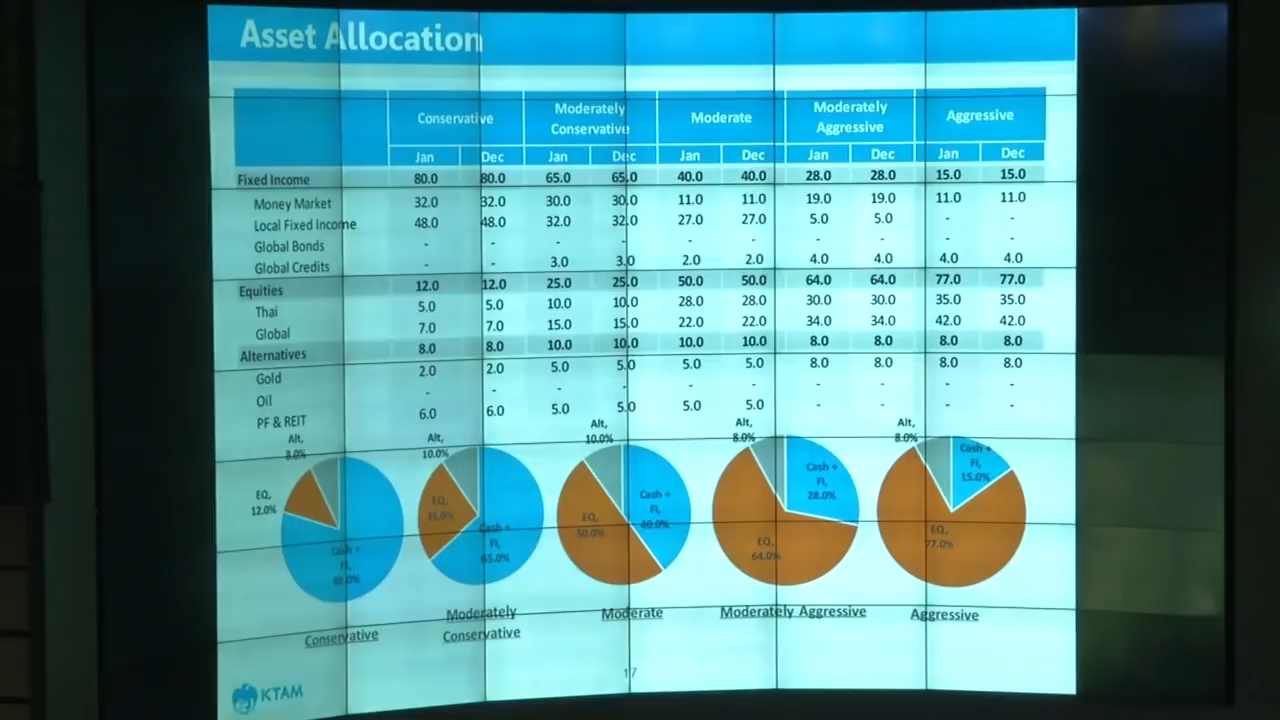 Asset Allocation
Conservative Moderately Conservative Moderate Moderately Aggressive Aggressive
Jan Dec Jan Dec Jan Dec Jan Dec Jan Dec
Fixed Income 80.0 80.0 65.0 65.0 40.0 40.0 28.0 28.0 15.0 15.0
Money Market 32.0 32.0 30.0 30.0 11.0 11.0 19.0 19.0 11.0 11.0
Local Fixed Income 48.0 48.0 32.0 32.0 27.0 27.0 5.0 5.0 - -
Global Bonds - - - - - - - - - -
Global Credits - - 3.0 3.0 2.0 2.0 4.0 4.0 4.0 4.0
Equities 12.0 12.0 25.0 25.0 50.0 50.0 64.0 64.0 77.0 77.0
Thai 5.0 5.0 10.0 10.0 28.0 28.0 30.0 30.0 35.0 35.0
Global 7.0 7.0 15.0 15.0 22.0 22.0 34.0 34.0 42.0 42.0
Alternatives 8.0 8.0 10.0 10.0 10.0 10.0 8.0 8.0 8.0 8.0
Gold 2.0 2.0 5.0 5.0 5.0 5.0 8.0 8.0 8.0 8.0
Oil - - - - - - - - - -
PF & REIT 6.0 6.0 5.0 5.0 5.0 5.0 - - - -
Alt,
8.0%
EQ,
12.0%
Cash +
FI,
80.0%
Conservative
Alt,
10.0%
EQ,
Cash +
FI,
65.0%
Moderately
Conservative
Alt,
10.0%
EQ,
50.0%
Cash +
FI,
40.0%
Moderate
Alt,
8.0%
EQ,
64.0%
Cash +
FI,
28.0%
Moderately Aggressive
Alt,
8.0%
EQ,
77.0%
Cash +
FI,
15.0%
Aggressive
17
KTAM